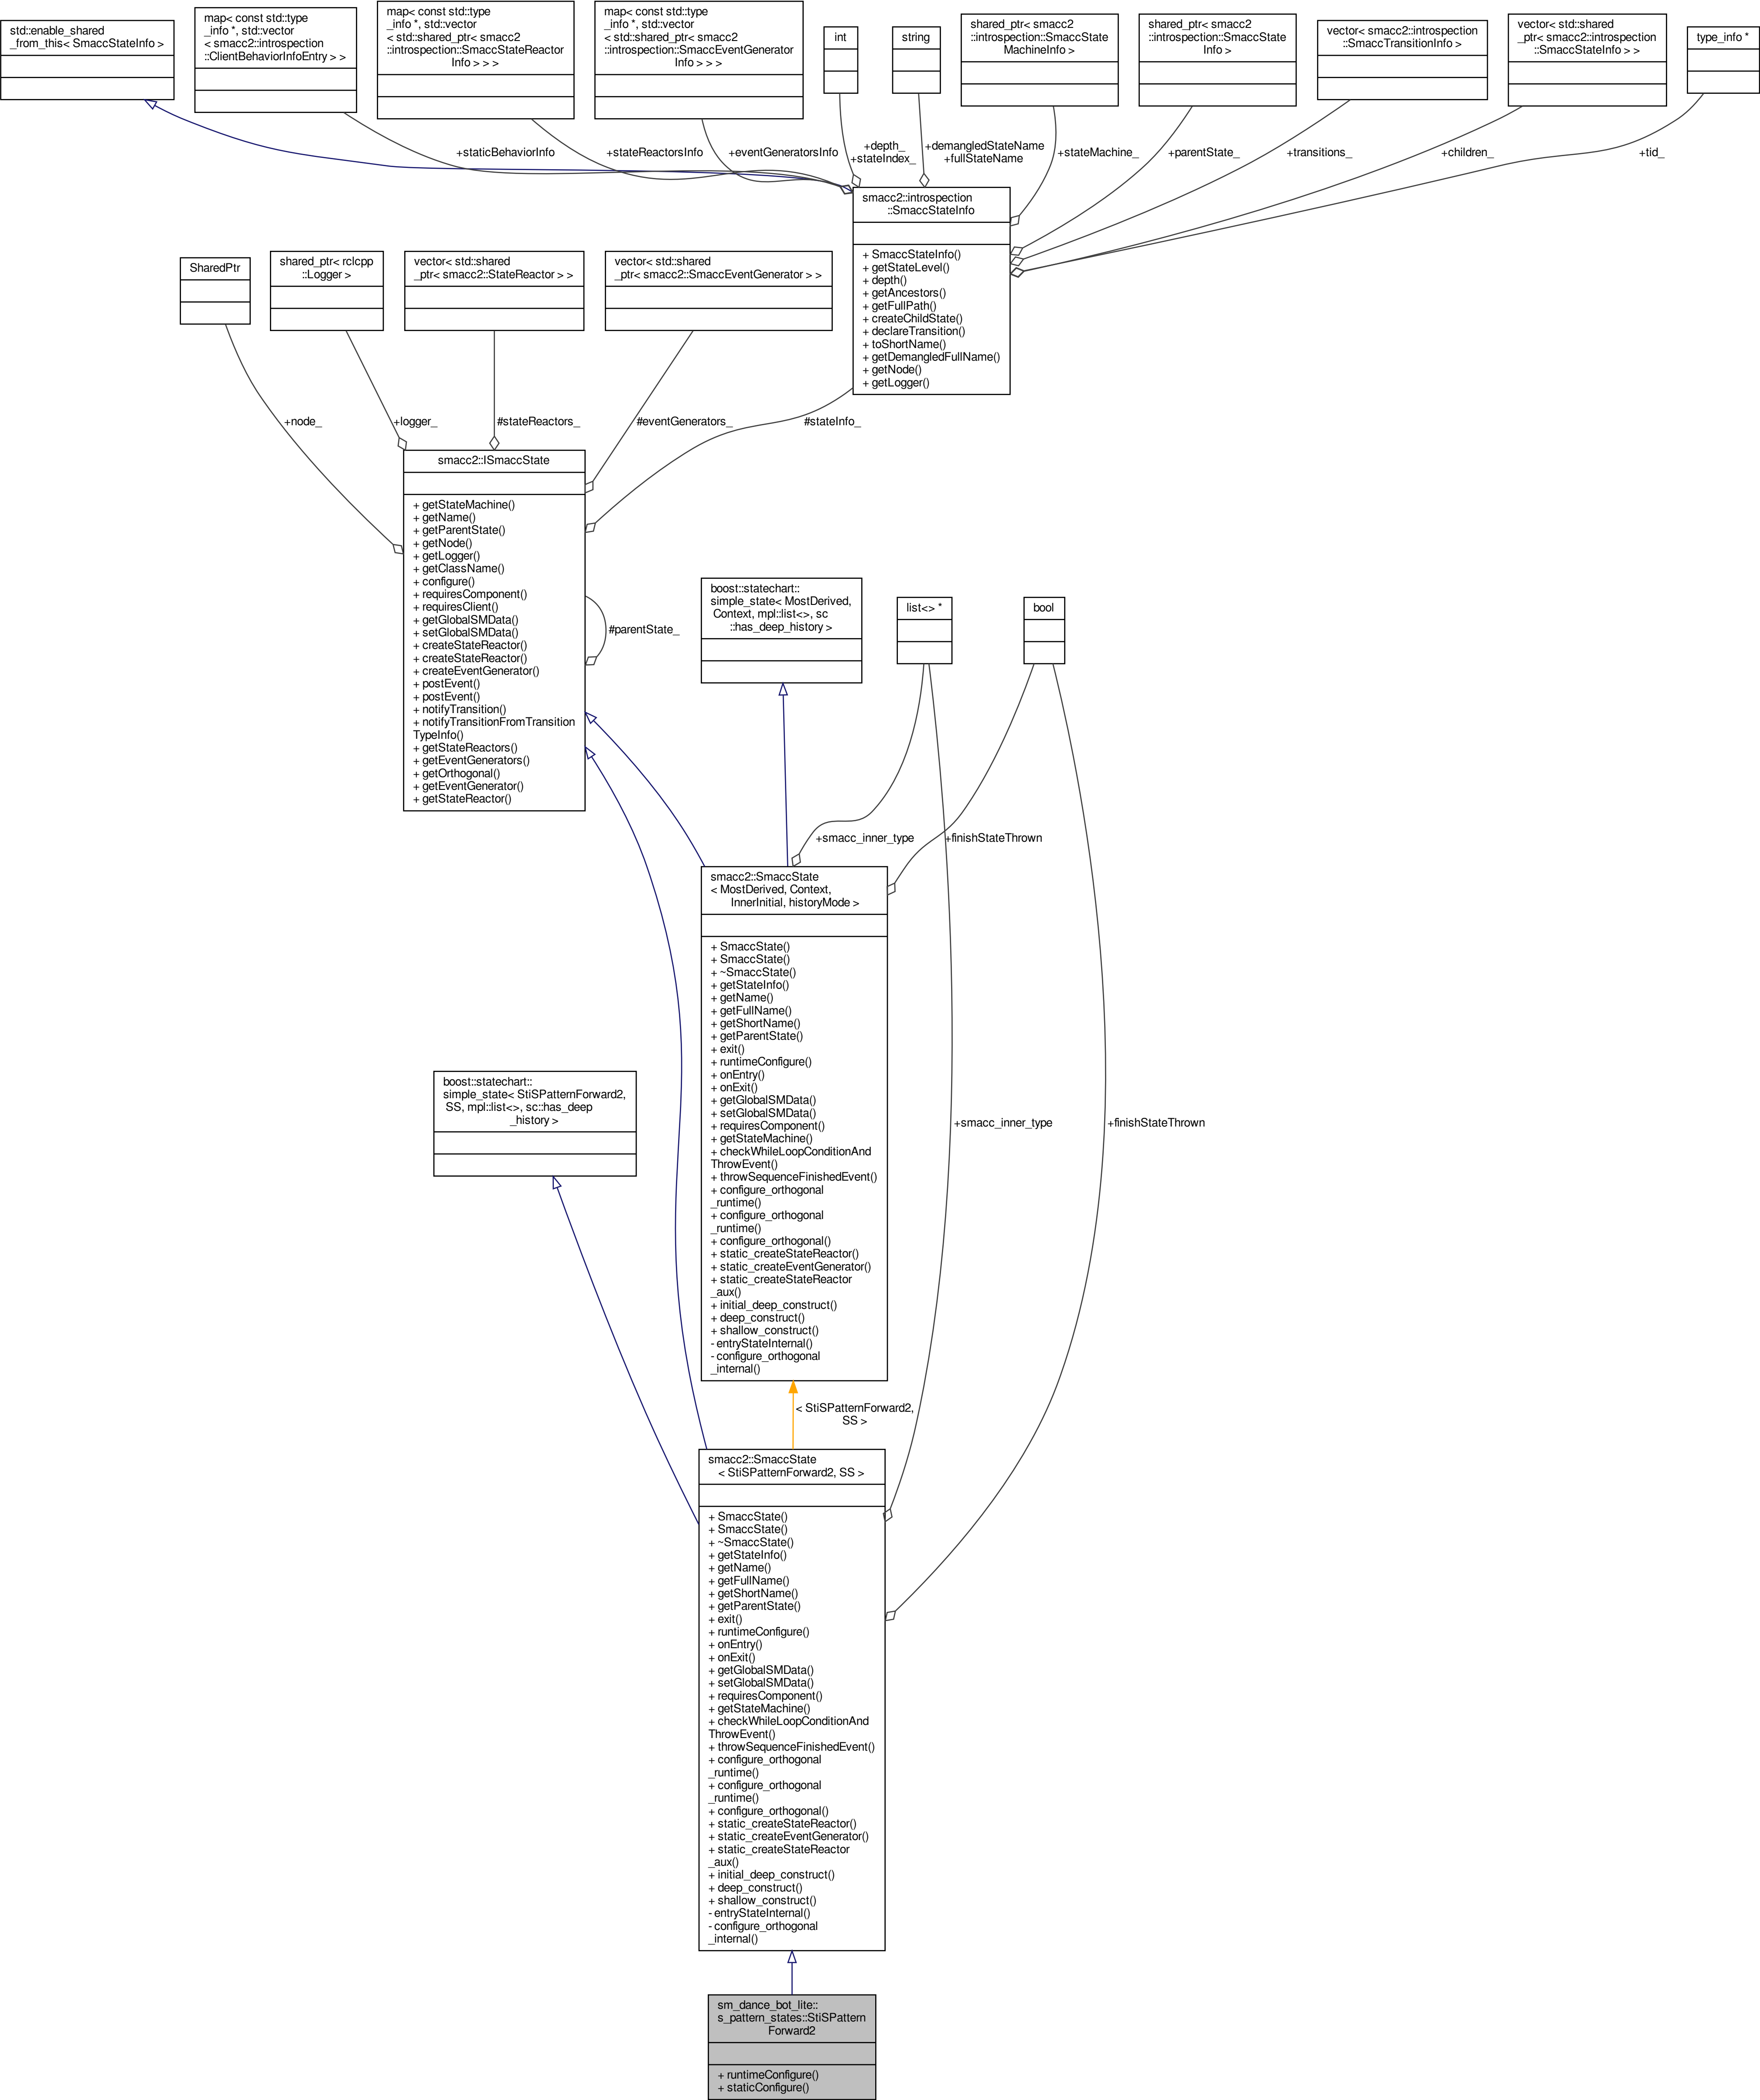 std::enable_shared
_from_this< SmaccStateInfo >
map< const std::type
_info *, std::vector
< smacc2::introspection
::ClientBehaviorInfoEntry > >
map< const std::type
_info *, std::vector
< std::shared_ptr< smacc2
::introspection::SmaccStateReactor
Info > > >
map< const std::type
_info *, std::vector
< std::shared_ptr< smacc2
::introspection::SmaccEventGenerator
Info > > >
int
string
shared_ptr< smacc2
::introspection::SmaccState
MachineInfo >
shared_ptr< smacc2
::introspection::SmaccState
Info >
vector< smacc2::introspection
::SmaccTransitionInfo >
vector< std::shared
_ptr< smacc2::introspection
::SmaccStateInfo > >
type_info *
+staticBehaviorInfo
+stateReactorsInfo
+eventGeneratorsInfo
+depth_
+stateIndex_
+demangledStateName
+fullStateName
+stateMachine_
+parentState_
+transitions_
+children_
+tid_
smacc2::introspection
::SmaccStateInfo
+ SmaccStateInfo()
+ getStateLevel()
+ depth()
+ getAncestors()
+ getFullPath()
+ createChildState()
+ declareTransition()
+ toShortName()
+ getDemangledFullName()
+ getNode()
+ getLogger()
SharedPtr
shared_ptr< rclcpp
::Logger >
vector< std::shared
_ptr< smacc2::StateReactor > >
vector< std::shared
_ptr< smacc2::SmaccEventGenerator > >
+node_
+logger_
#stateReactors_
#eventGenerators_
#stateInfo_
smacc2::ISmaccState
+ getStateMachine()
+ getName()
+ getParentState()
+ getNode()
+ getLogger()
+ getClassName()
+ configure()
+ requiresComponent()
+ requiresClient()
+ getGlobalSMData()
+ setGlobalSMData()
+ createStateReactor()
+ createStateReactor()
+ createEventGenerator()
+ postEvent()
+ postEvent()
+ notifyTransition()
+ notifyTransitionFromTransition
TypeInfo()
+ getStateReactors()
+ getEventGenerators()
+ getOrthogonal()
+ getEventGenerator()
+ getStateReactor()
#parentState_
boost::statechart::
simple_state< MostDerived,
Context, mpl::list<>, sc
::has_deep_history >
list<> *
bool
+smacc_inner_type
+finishStateThrown
smacc2::SmaccState
< MostDerived, Context,
InnerInitial, historyMode >
+ SmaccState()
+ SmaccState()
+ ~SmaccState()
+ getStateInfo()
+ getName()
+ getFullName()
+ getShortName()
+ getParentState()
+ exit()
+ runtimeConfigure()
+ onEntry()
+ onExit()
+ getGlobalSMData()
+ setGlobalSMData()
+ requiresComponent()
+ getStateMachine()
+ checkWhileLoopConditionAnd
ThrowEvent()
+ throwSequenceFinishedEvent()
+ configure_orthogonal
_runtime()
+ configure_orthogonal
_runtime()
+ configure_orthogonal()
+ static_createStateReactor()
+ static_createEventGenerator()
+ static_createStateReactor
_aux()
+ initial_deep_construct()
+ deep_construct()
+ shallow_construct()
- entryStateInternal()
- configure_orthogonal
_internal()
boost::statechart::
simple_state< StiSPatternForward2,
SS, mpl::list<>, sc::has_deep
_history >
+smacc_inner_type
+finishStateThrown
< StiSPatternForward2,
SS >
smacc2::SmaccState
< StiSPatternForward2, SS >
+ SmaccState()
+ SmaccState()
+ ~SmaccState()
+ getStateInfo()
+ getName()
+ getFullName()
+ getShortName()
+ getParentState()
+ exit()
+ runtimeConfigure()
+ onEntry()
+ onExit()
+ getGlobalSMData()
+ setGlobalSMData()
+ requiresComponent()
+ getStateMachine()
+ checkWhileLoopConditionAnd
ThrowEvent()
+ throwSequenceFinishedEvent()
+ configure_orthogonal
_runtime()
+ configure_orthogonal
_runtime()
+ configure_orthogonal()
+ static_createStateReactor()
+ static_createEventGenerator()
+ static_createStateReactor
_aux()
+ initial_deep_construct()
+ deep_construct()
+ shallow_construct()
- entryStateInternal()
- configure_orthogonal
_internal()
sm_dance_bot_lite::
s_pattern_states::StiSPattern
Forward2
+ runtimeConfigure()
+ staticConfigure()